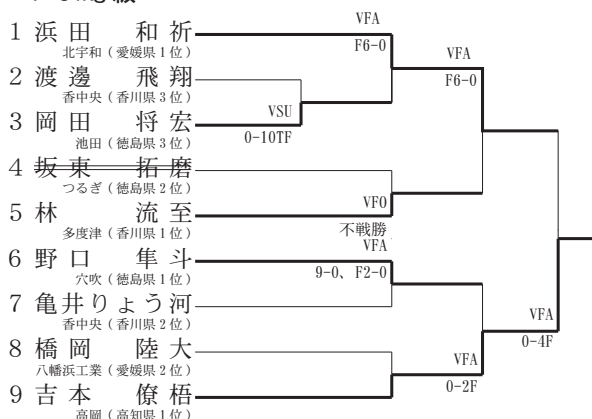 1 浜田 和祈
北宇和（愛媛県1位）
2 渡邊 飛翔
香中央（香川県3位）
3 岡田 将宏
池田（徳島県3位）
4 坂東 拓磨
つるぎ（徳島県2位）
5 林 流至
多度津（香川県1位）
6 野口 隼斗
穴吹（徳島県1位）
7 亀井りょう河
香中央（香川県2位）
8 橋岡 陸大
八幡浜工業（愛媛県2位）
9 吉本 僚梧
高岡（高知県1位）
VFA
F6-0
VSU
0-10TF
VFA
F6-0
VFO
不戦勝
VFA
9-0、F2-0
VFA
0-2F
VFA
0-4F